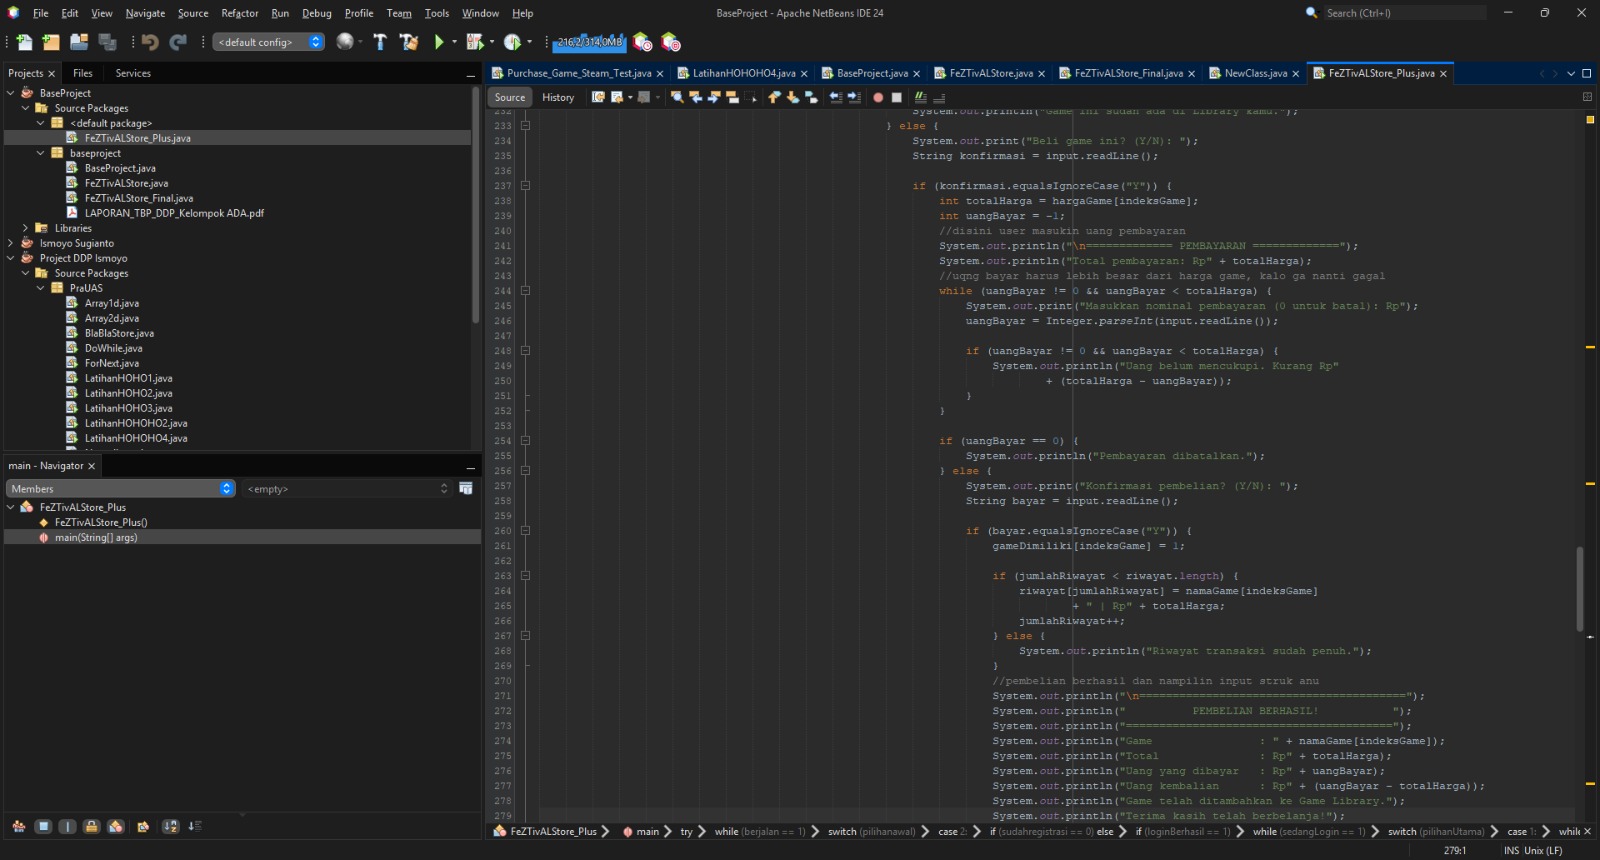 File Edit View Navigate Source Refactor Run Debug Profile Team Tools Window Help
BaseProject - Apache NetBeans IDE 24
Search (Ctrl+I)
<default config>
216,2/314,0MB
Projects Files Services
BaseProject
Source Packages
<default package>
FeZTivALStore_Plus.java
baseproject
BaseProject.java
FeZTivALStore.java
FeZTivALStore_Final.java
LAPORAN_TBP_DDP_Kelompok ADA.pdf
Libraries
Ismoyo Sugianto
Project DDP Ismoyo
Source Packages
PraUAS
Array1d.java
Array2d.java
BlaBlaStore.java
DoWhile.java
ForNext.java
LatihanHOHO1.java
LatihanHOHO2.java
LatihanHOHO3.java
LatihanHOHOHO2.java
LatihanHOHOHO4.java
main - Navigator
Members <empty>
FeZTivALStore_Plus
FeZTivALStore_Plus()
main(String[] args)
Purchase_Game_Steam_Test.java LatihanHOHOHO4.java BaseProject.java FeZTivALStore.java FeZTivALStore_Final.java NewClass.java FeZTivALStore_Plus.java
Source History
232 System.out.println("Game ini sudah ada di Library kamu.");
233 } else {
234 System.out.print("Beli game ini? (Y/N): ");
235 String konfirmasi = input.readLine();
236
237 if (konfirmasi.equalsIgnoreCase("Y")) {
238 int totalHarga = hargaGame[indeksGame];
239 int uangBayar = -1;
240 //disini user masukin uang pembayaran
241 System.out.println("\n============= PEMBAYARAN =============");
242 System.out.println("Total pembayaran: Rp" + totalHarga);
243 //uqng bayar harus lebih besar dari harga game, kalo ga nanti gagal
244 while (uangBayar != 0 && uangBayar < totalHarga) {
245 System.out.print("Masukkan nominal pembayaran (0 untuk batal): Rp");
246 uangBayar = Integer.parseInt(input.readLine());
247
248 if (uangBayar != 0 && uangBayar < totalHarga) {
249 System.out.println("Uang belum mencukupi. Kurang Rp"
250 + (totalHarga - uangBayar));
251 }
252 }
253
254 if (uangBayar == 0) {
255 System.out.println("Pembayaran dibatalkan.");
256 } else {
257 System.out.print("Konfirmasi pembelian? (Y/N): ");
258 String bayar = input.readLine();
259
260 if (bayar.equalsIgnoreCase("Y")) {
261 gameDimiliki[indeksGame] = 1;
262
263 if (jumlahRiwayat < riwayat.length) {
264 riwayat[jumlahRiwayat] = namaGame[indeksGame]
265 + " | Rp" + totalHarga;
266 jumlahRiwayat++;
267 } else {
268 System.out.println("Riwayat transaksi sudah penuh.");
269 }
270 //pembelian berhasil dan nampilin input struk anu
271 System.out.println("\n========================================");
272 System.out.println("          PEMBELIAN BERHASIL!           ");
273 System.out.println("========================================");
274 System.out.println("Game                : " + namaGame[indeksGame]);
275 System.out.println("Total               : Rp" + totalHarga);
276 System.out.println("Uang yang dibayar   : Rp" + uangBayar);
277 System.out.println("Uang kembalian      : Rp" + (uangBayar - totalHarga));
278 System.out.println("Game telah ditambahkan ke Game Library.");
279 System.out.println("Terima kasih telah berbelanja!");
FeZTivALStore_Plus main try while (berjalan == 1) switch (pilihanawal) case 2: if (sudahregistrasi == 0) else if (loginBerhasil == 1) while (sedangLogin == 1) switch (pilihanUtama) case 1: while
279:1 INS Unix (LF)